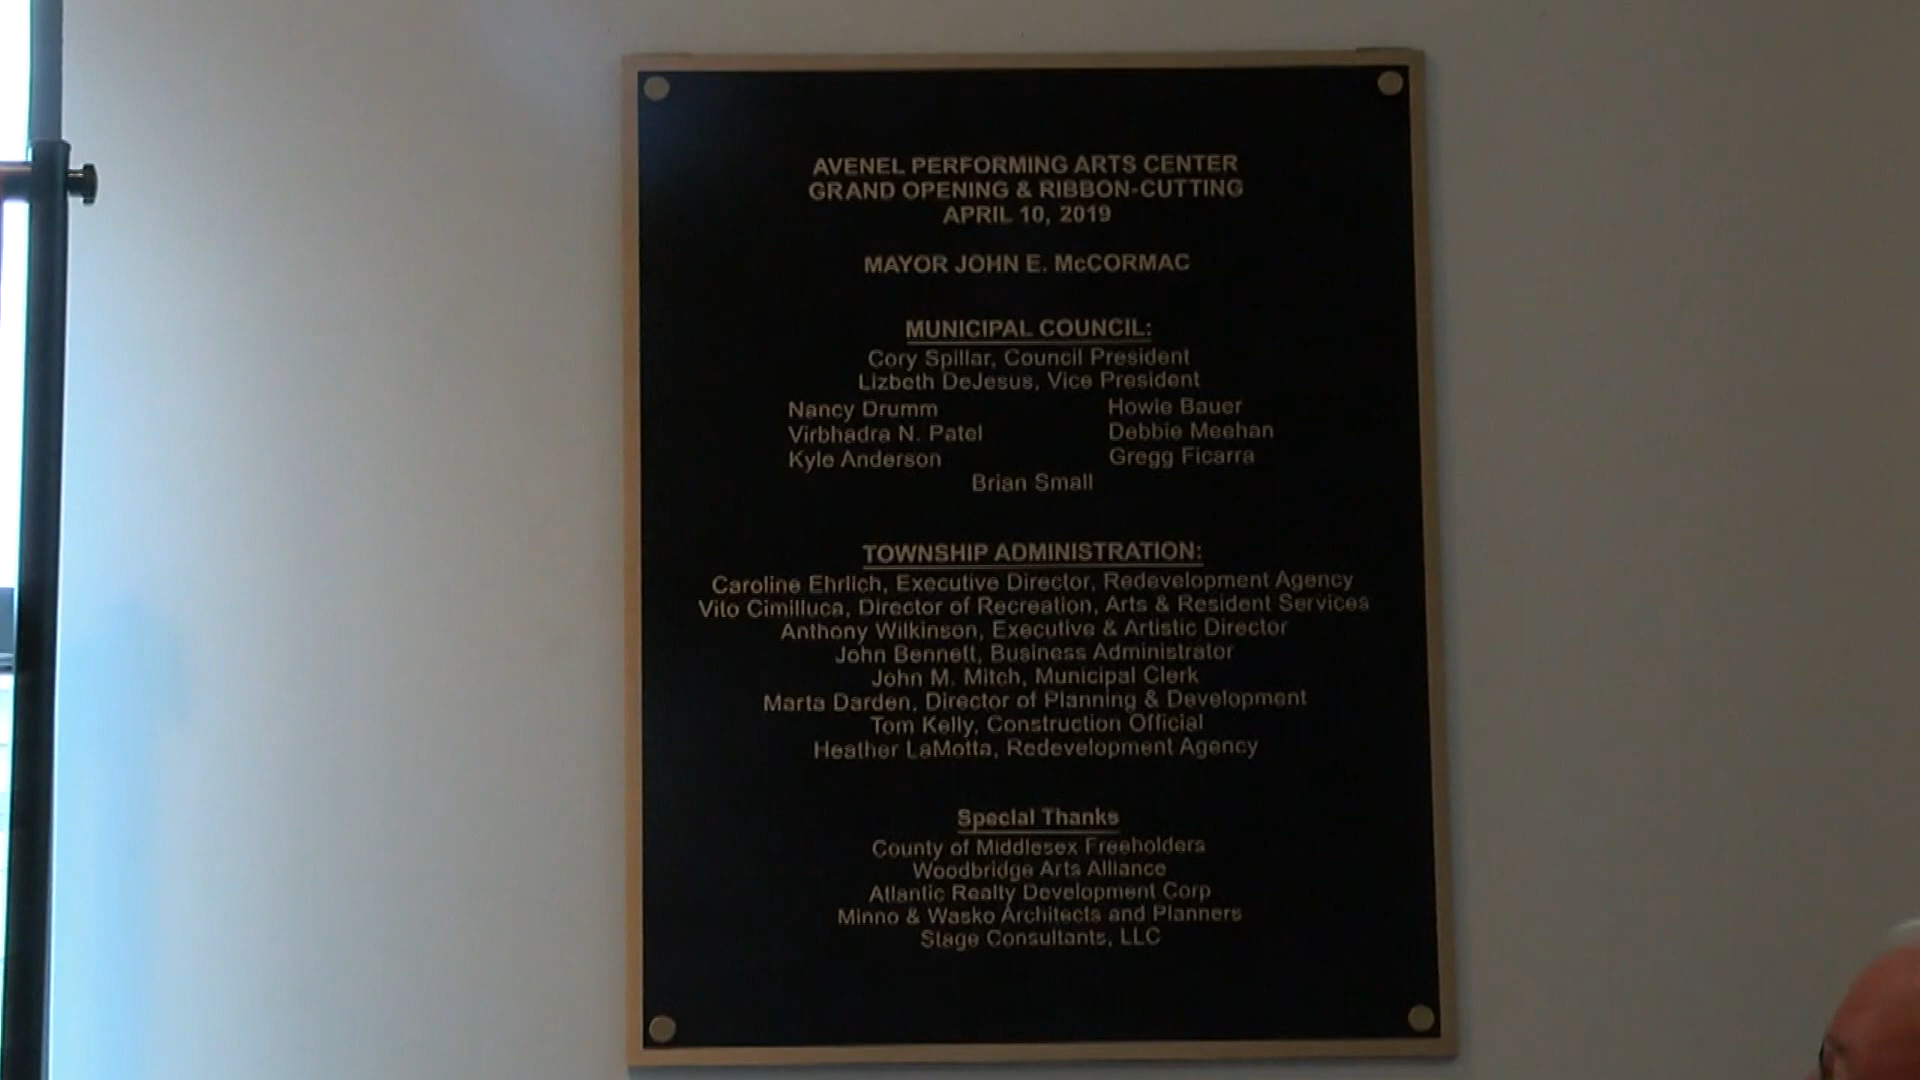 AVENEL PERFORMING ARTS CENTER
GRAND OPENING & RIBBON-CUTTING
APRIL 10, 2019
MAYOR JOHN E. McCORMAC
MUNICIPAL COUNCIL:
Cory Spillar, Council President
Lizbeth DeJesus, Vice President
Nancy Drumm Howie Bauer
Virbhadra N. Patel Debbie Meehan
Kyle Anderson Gregg Ficarra
Brian Small
TOWNSHIP ADMINISTRATION:
Caroline Ehrlich, Executive Director, Redevelopment Agency
Vito Cimilluca, Director of Recreation, Arts & Resident Services
Anthony Wilkinson, Executive & Artistic Director
John Bennett, Business Administrator
John M. Mitch, Municipal Clerk
Marta Darden, Director of Planning & Development
Tom Kelly, Construction Official
Heather LaMotta, Redevelopment Agency
Special Thanks
County of Middlesex Freeholders
Woodbridge Arts Alliance
Atlantic Realty Development Corp
Minno & Wasko Architects and Planners
Stage Consultants, LLC